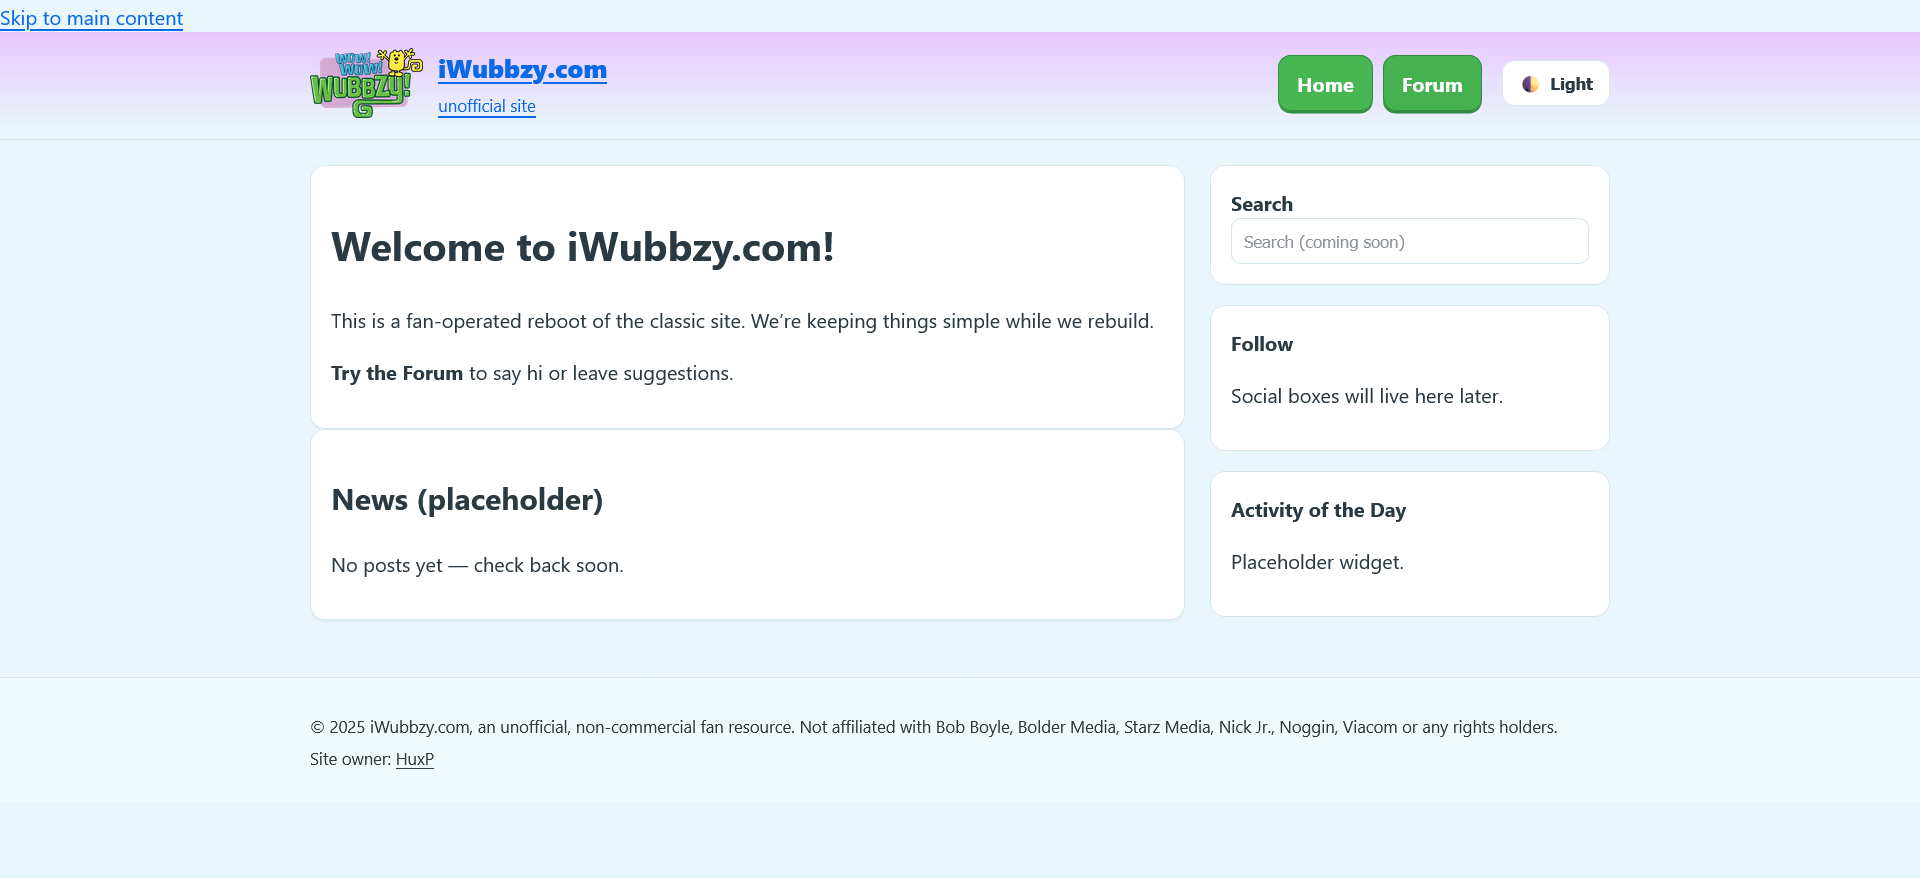 Skip to main content
WOW! WOW! WUBBZY!
iWubbzy.com
unofficial site
Home
Forum
Light
Welcome to iWubbzy.com!
This is a fan-operated reboot of the classic site. We’re keeping things simple while we rebuild.
Try the Forum to say hi or leave suggestions.
News (placeholder)
No posts yet — check back soon.
Search
Search (coming soon)
Follow
Social boxes will live here later.
Activity of the Day
Placeholder widget.
© 2025 iWubbzy.com, an unofficial, non-commercial fan resource. Not affiliated with Bob Boyle, Bolder Media, Starz Media, Nick Jr., Noggin, Viacom or any rights holders.
Site owner: HuxP